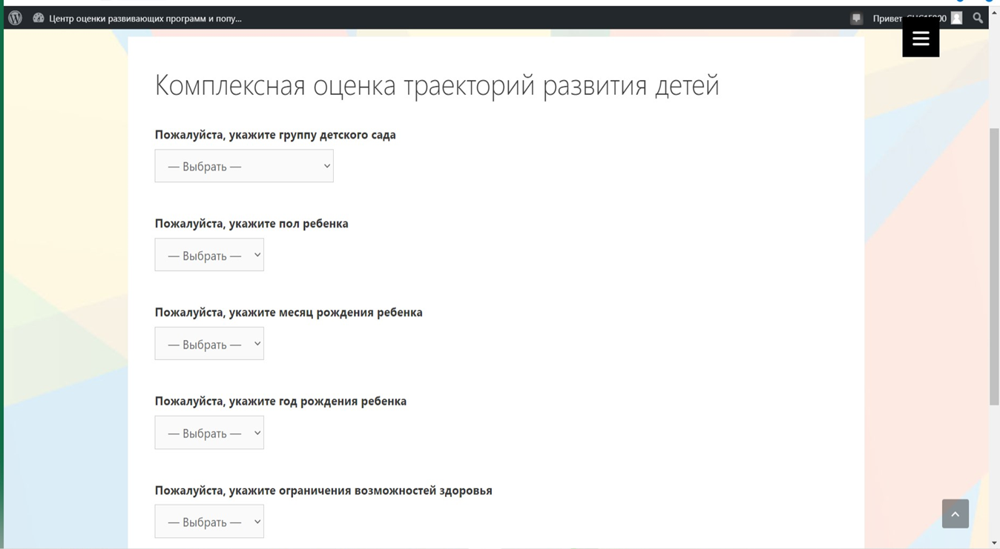 Центр оценки развивающих программ и попу...
Привет,
Комплексная оценка траекторий развития детей
Пожалуйста, укажите группу детского сада
— Выбрать —
Пожалуйста, укажите пол ребенка
— Выбрать —
Пожалуйста, укажите месяц рождения ребенка
— Выбрать —
Пожалуйста, укажите год рождения ребенка
— Выбрать —
Пожалуйста, укажите ограничения возможностей здоровья
— Выбрать —